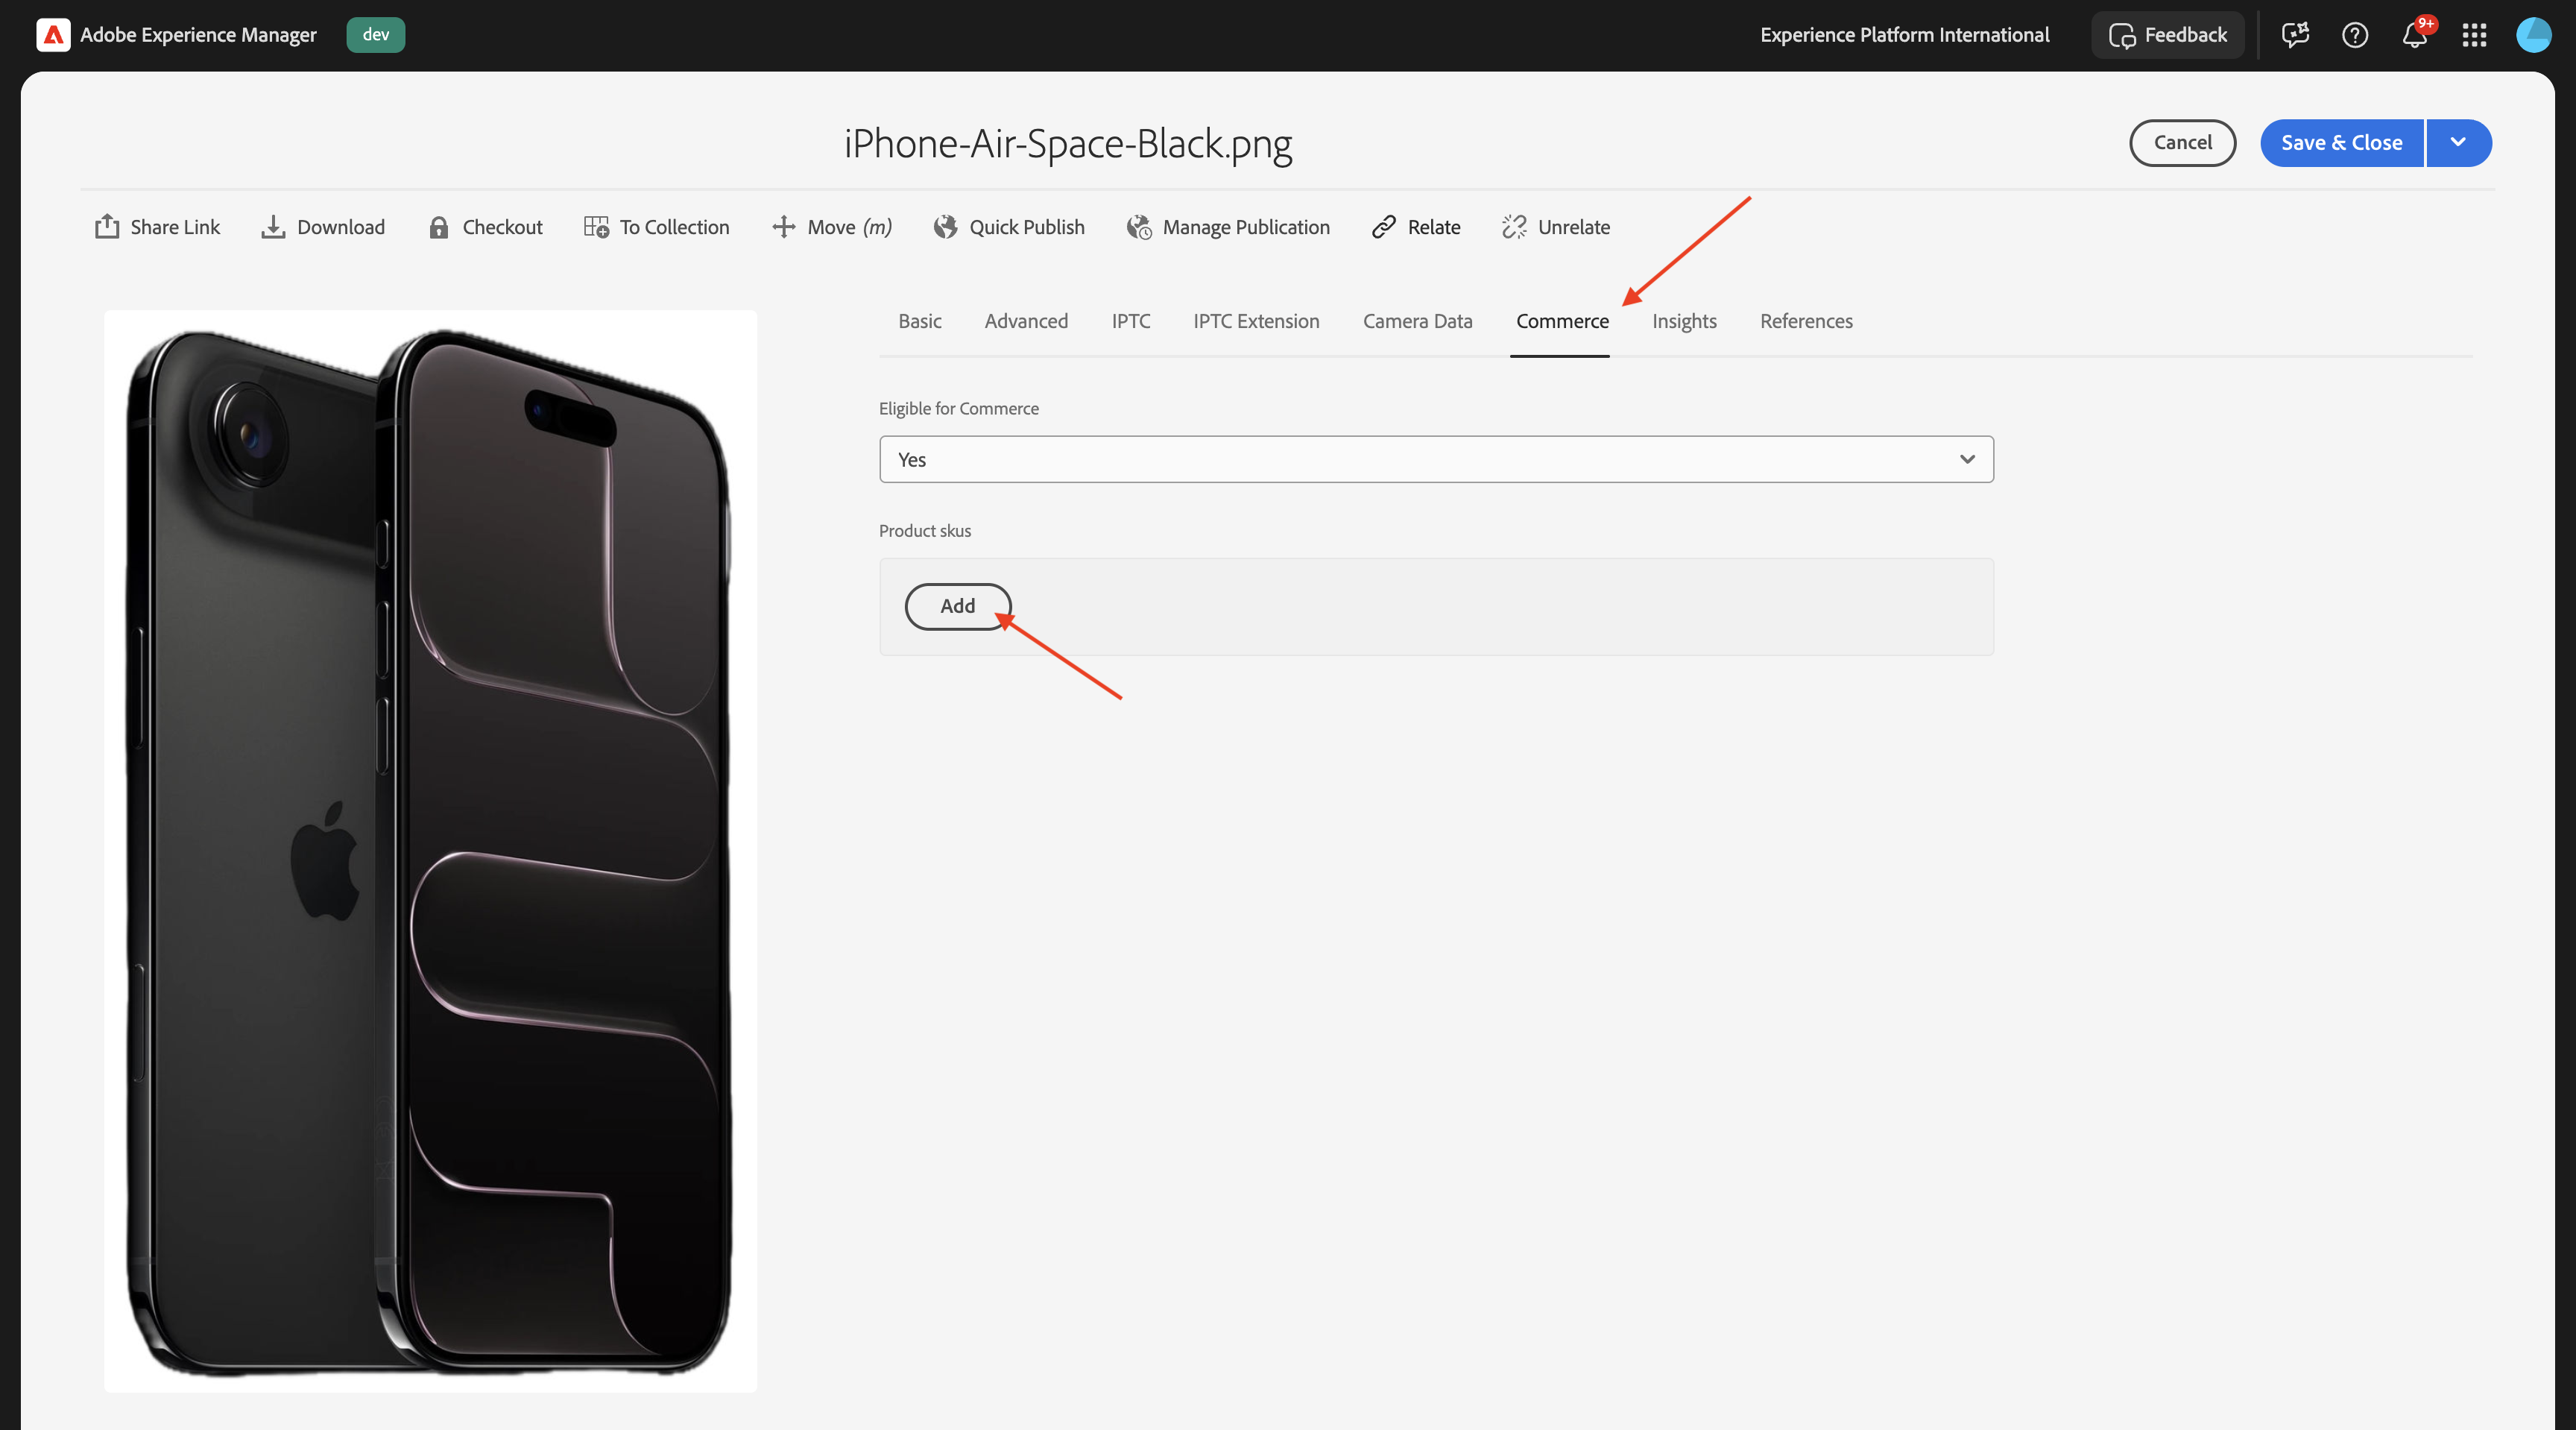 Adobe Experience Manager dev Experience Platform International Feedback 9+
iPhone-Air-Space-Black.png Cancel Save & Close
Share Link Download Checkout To Collection Move (m) Quick Publish Manage Publication Relate Unrelate
Basic Advanced IPTC IPTC Extension Camera Data Commerce Insights References
Eligible for Commerce
Yes
Product skus
Add